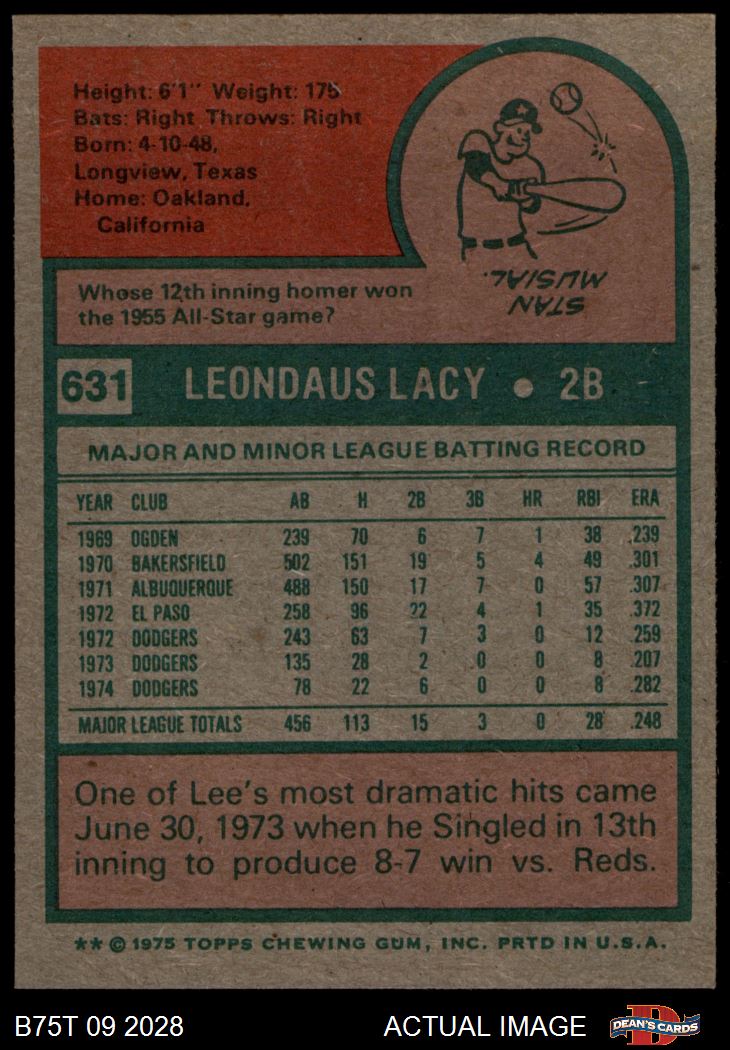 Height: 6'1" Weight: 175
Bats: Right Throws: Right
Born: 4-10-48,
Longview, Texas
Home: Oakland,
California
STAN
MUSIAL.
Whose 12th inning homer won
the 1955 All-Star game?
631 LEONDAUS LACY • 2B
MAJOR AND MINOR LEAGUE BATTING RECORD
YEAR CLUB AB H 2B 3B HR RBI ERA
1969 OGDEN 239 70 6 7 1 38 .239
1970 BAKERSFIELD 502 151 19 5 4 49 .301
1971 ALBUQUERQUE 488 150 17 7 0 57 .307
1972 EL PASO 258 96 22 4 1 35 .372
1972 DODGERS 243 63 7 3 0 12 .259
1973 DODGERS 135 28 2 0 0 8 .207
1974 DODGERS 78 22 6 0 0 8 .282
MAJOR LEAGUE TOTALS 456 113 15 3 0 28 .248
One of Lee's most dramatic hits came
June 30, 1973 when he Singled in 13th
inning to produce 8-7 win vs. Reds.
** © 1975 TOPPS CHEWING GUM, INC. PRTD IN U.S.A.
B75T 09 2028 ACTUAL IMAGE D DEAN'S CARDS